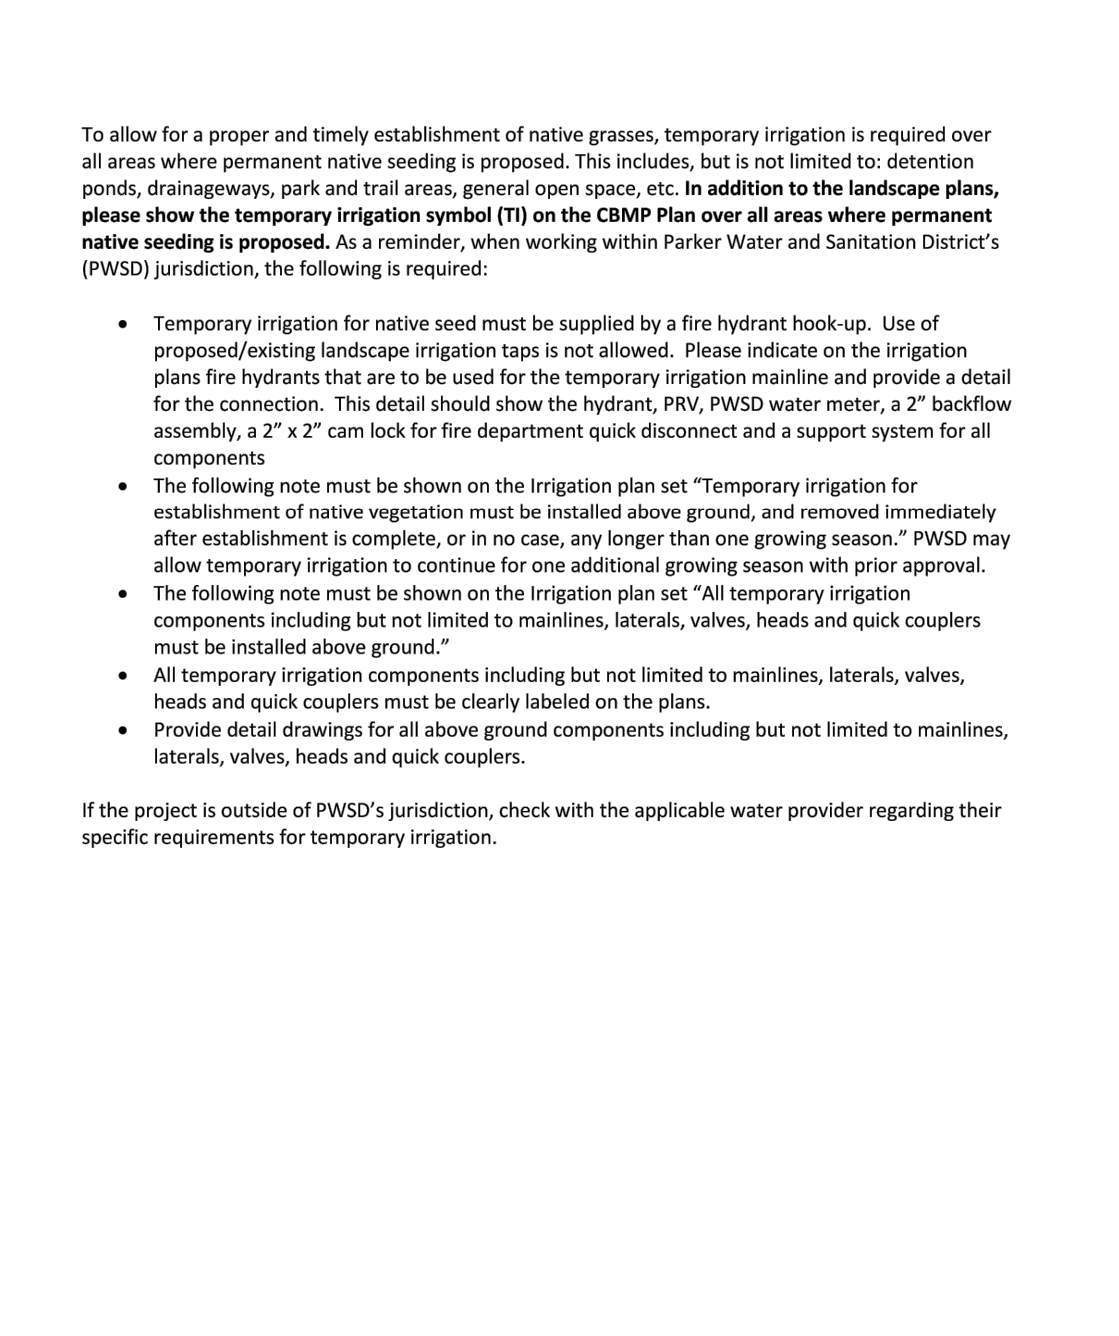 To allow for a proper and timely establishment of native grasses, temporary irrigation is required over
all areas where permanent native seeding is proposed. This includes, but is not limited to: detention
ponds, drainageways, park and trail areas, general open space, etc. In addition to the landscape plans,
please show the temporary irrigation symbol (TI) on the CBMP Plan over all areas where permanent
native seeding is proposed. As a reminder, when working within Parker Water and Sanitation District’s
(PWSD) jurisdiction, the following is required:
• Temporary irrigation for native seed must be supplied by a fire hydrant hook-up.  Use of
proposed/existing landscape irrigation taps is not allowed.  Please indicate on the irrigation
plans fire hydrants that are to be used for the temporary irrigation mainline and provide a detail
for the connection.  This detail should show the hydrant, PRV, PWSD water meter, a 2” backflow
assembly, a 2” x 2” cam lock for fire department quick disconnect and a support system for all
components
• The following note must be shown on the Irrigation plan set “Temporary irrigation for
establishment of native vegetation must be installed above ground, and removed immediately
after establishment is complete, or in no case, any longer than one growing season.” PWSD may
allow temporary irrigation to continue for one additional growing season with prior approval.
• The following note must be shown on the Irrigation plan set “All temporary irrigation
components including but not limited to mainlines, laterals, valves, heads and quick couplers
must be installed above ground.”
• All temporary irrigation components including but not limited to mainlines, laterals, valves,
heads and quick couplers must be clearly labeled on the plans.
• Provide detail drawings for all above ground components including but not limited to mainlines,
laterals, valves, heads and quick couplers.
If the project is outside of PWSD’s jurisdiction, check with the applicable water provider regarding their
specific requirements for temporary irrigation.